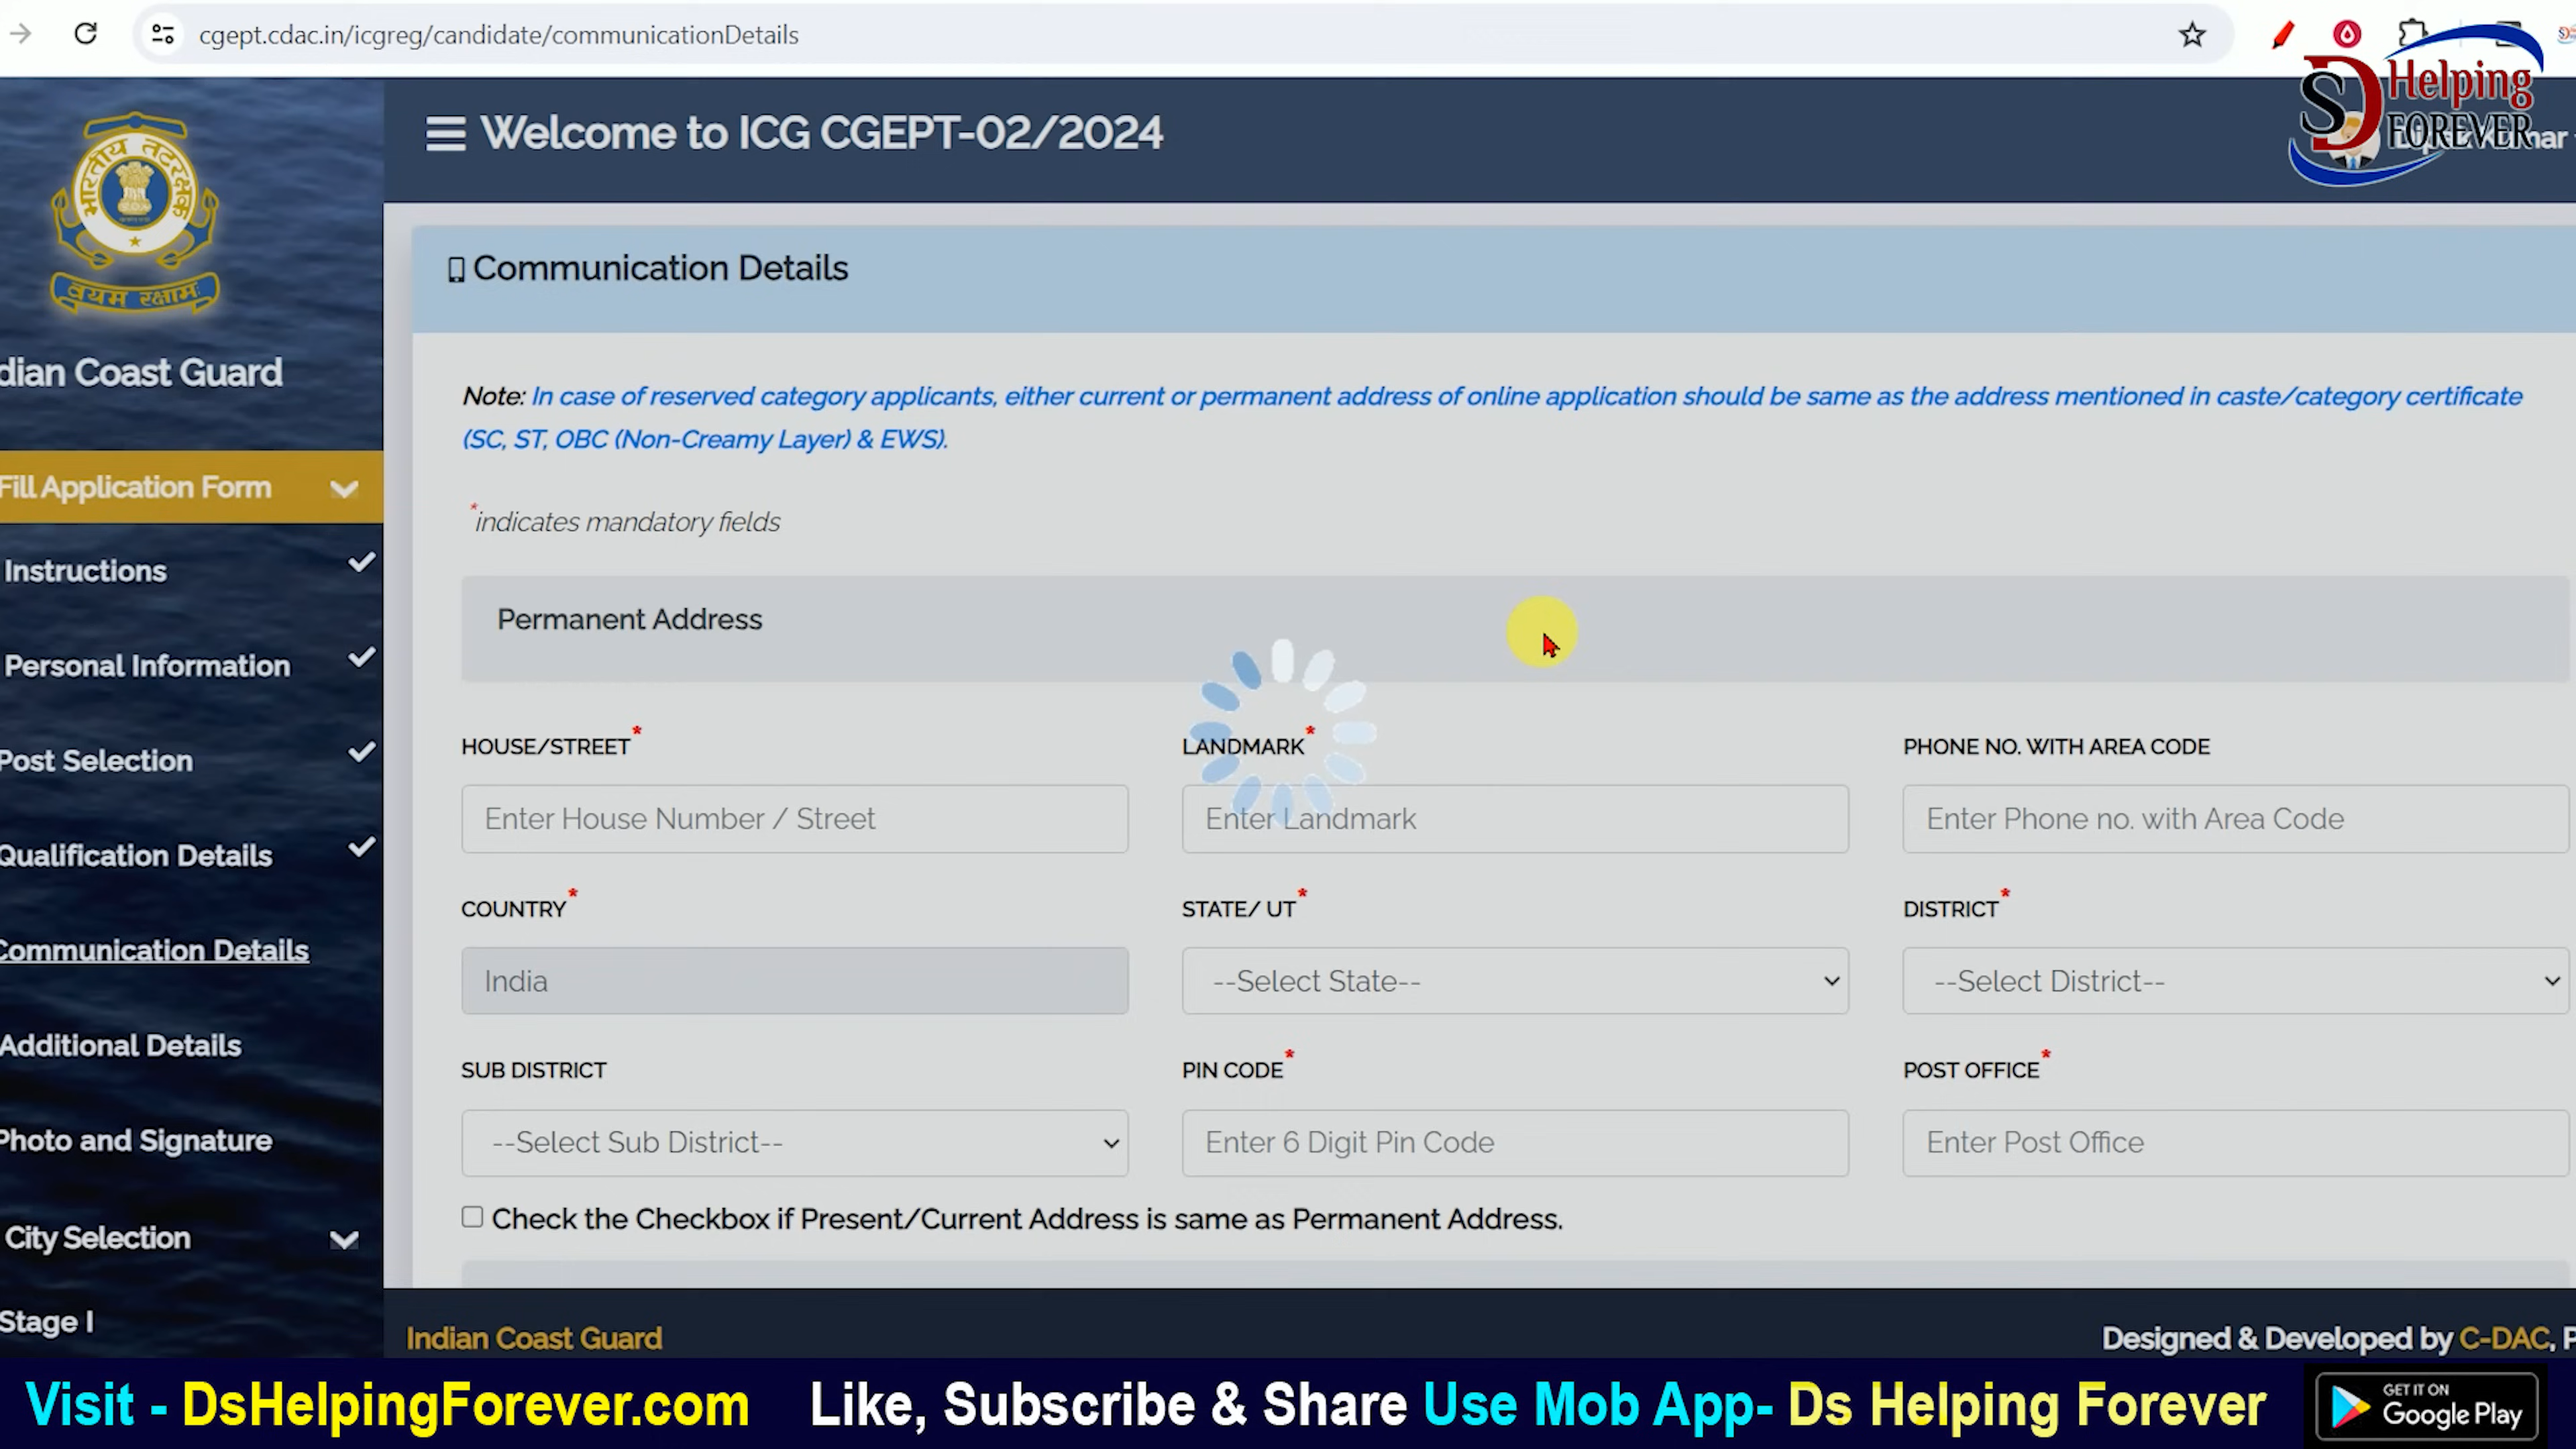 cgept.cdac.in/icgreg/candidate/communicationDetails
SD Helping
FOREVER
Welcome to ICG CGEPT-02/2024
भारतीय तटरक्षक
वयम रक्षामः
dian Coast Guard
Fill Application Form
Instructions
Personal Information
Post Selection
Qualification Details
Communication Details
Additional Details
Photo and Signature
City Selection
Stage I
Communication Details
Note: In case of reserved category applicants, either current or permanent address of online application should be same as the address mentioned in caste/category certificate
(SC, ST, OBC (Non-Creamy Layer) & EWS).
*indicates mandatory fields
Permanent Address
HOUSE/STREET* LANDMARK* PHONE NO. WITH AREA CODE
Enter House Number / Street Enter Landmark Enter Phone no. with Area Code
COUNTRY* STATE/ UT* DISTRICT*
India --Select State-- --Select District--
SUB DISTRICT PIN CODE* POST OFFICE*
--Select Sub District-- Enter 6 Digit Pin Code Enter Post Office
Check the Checkbox if Present/Current Address is same as Permanent Address.
Indian Coast Guard Designed & Developed by C-DAC, P
Visit - DsHelpingForever.com Like, Subscribe & Share Use Mob App- Ds Helping Forever GET IT ON
Google Play